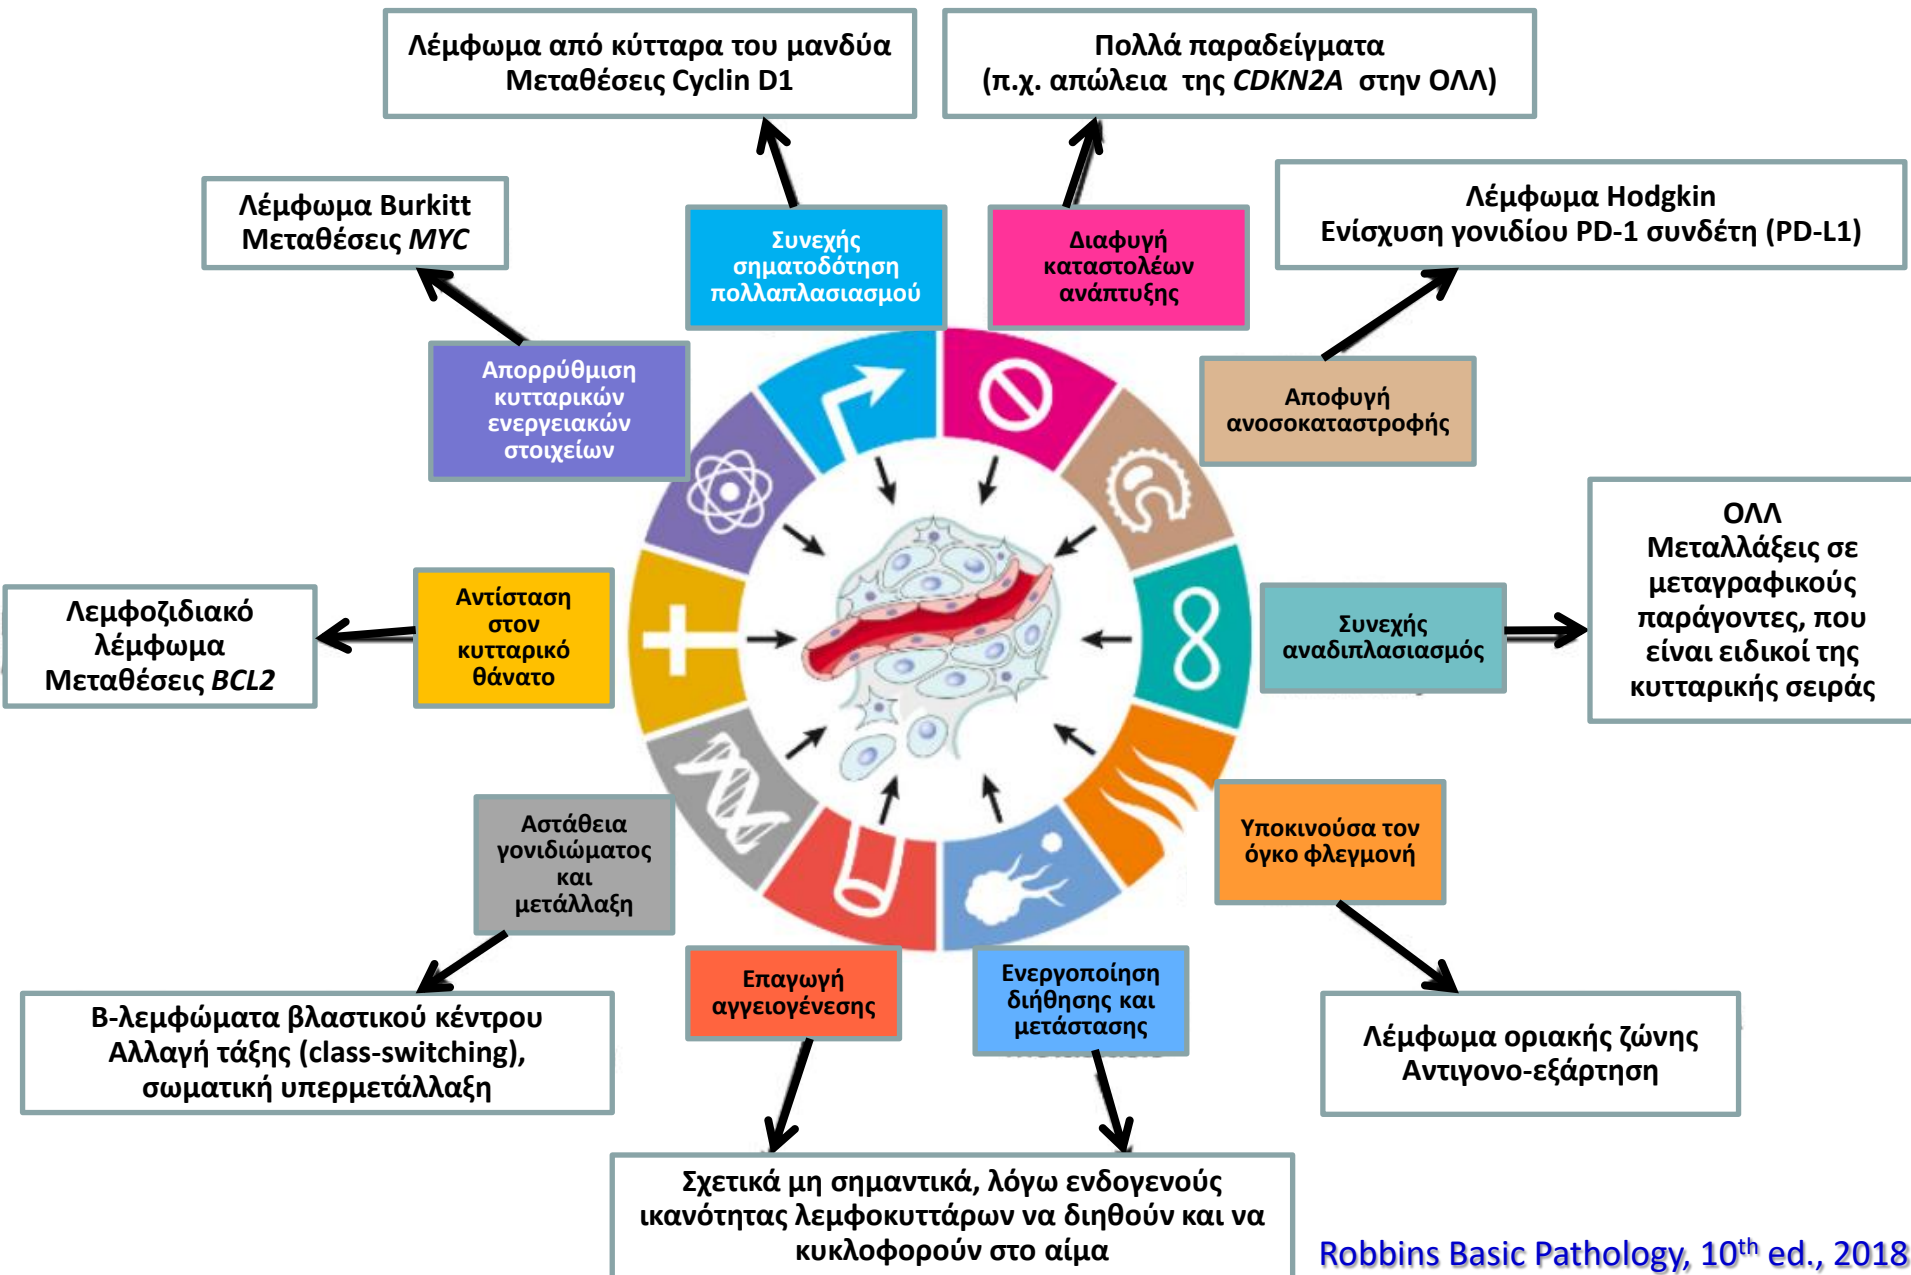 Λέμφωμα από κύτταρα του μανδύα
Μεταθέσεις Cyclin D1
Πολλά παραδείγματα
(π.χ. απώλεια της CDKN2A στην ΟΛΛ)
Λέμφωμα Burkitt
Μεταθέσεις MYC
Λέμφωμα Hodgkin
Ενίσχυση γονιδίου PD-1 συνδέτη (PD-L1)
Συνεχής
σηματοδότηση
πολλαπλασιασμού
Διαφυγή
καταστολέων
ανάπτυξης
Απορρύθμιση
κυτταρικών
ενεργειακών
στοιχείων
Αποφυγή
ανοσοκαταστροφής
ΟΛΛ
Μεταλλάξεις σε
μεταγραφικούς
παράγοντες, που
είναι ειδικοί της
κυτταρικής σειράς
Λεμφοζιδιακό
λέμφωμα
Μεταθέσεις BCL2
Αντίσταση
στον
κυτταρικό
θάνατο
Συνεχής
αναδιπλασιασμός
Αστάθεια
γονιδιώματος
και
μετάλλαξη
Υποκινούσα τον
όγκο φλεγμονή
Επαγωγή
αγγειογένεσης
Ενεργοποίηση
διήθησης και
μετάστασης
Β-λεμφώματα βλαστικού κέντρου
Αλλαγή τάξης (class-switching),
σωματική υπερμετάλλαξη
Λέμφωμα οριακής ζώνης
Αντιγονο-εξάρτηση
Σχετικά μη σημαντικά, λόγω ενδογενούς
ικανότητας λεμφοκυττάρων να διηθούν και να
κυκλοφορούν στο αίμα
Robbins Basic Pathology, 10th ed., 2018